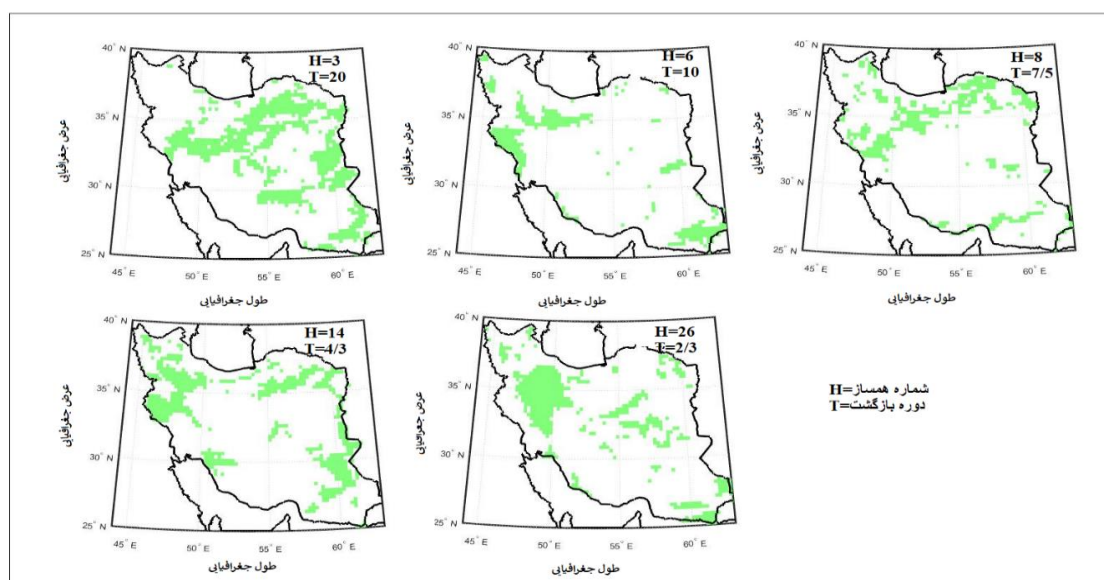 H=3
T=20
40° N
35° N
30° N
25° N
عرض جغرافیایی
45° E
50° E
55° E
60° E
طول جغرافیایی
H=6
T=10
40° N
35° N
30° N
25° N
عرض جغرافیایی
45° E
50° E
55° E
60° E
طول جغرافیایی
H=8
T=7/5
40° N
35° N
30° N
25° N
عرض جغرافیایی
45° E
50° E
55° E
60° E
طول جغرافیایی
H=14
T=4/3
40° N
35° N
30° N
25° N
عرض جغرافیایی
45° E
50° E
55° E
60° E
طول جغرافیایی
H=26
T=2/3
40° N
35° N
30° N
25° N
عرض جغرافیایی
45° E
50° E
55° E
60° E
طول جغرافیایی
شماره همساز=H
دوره بازگشت=T